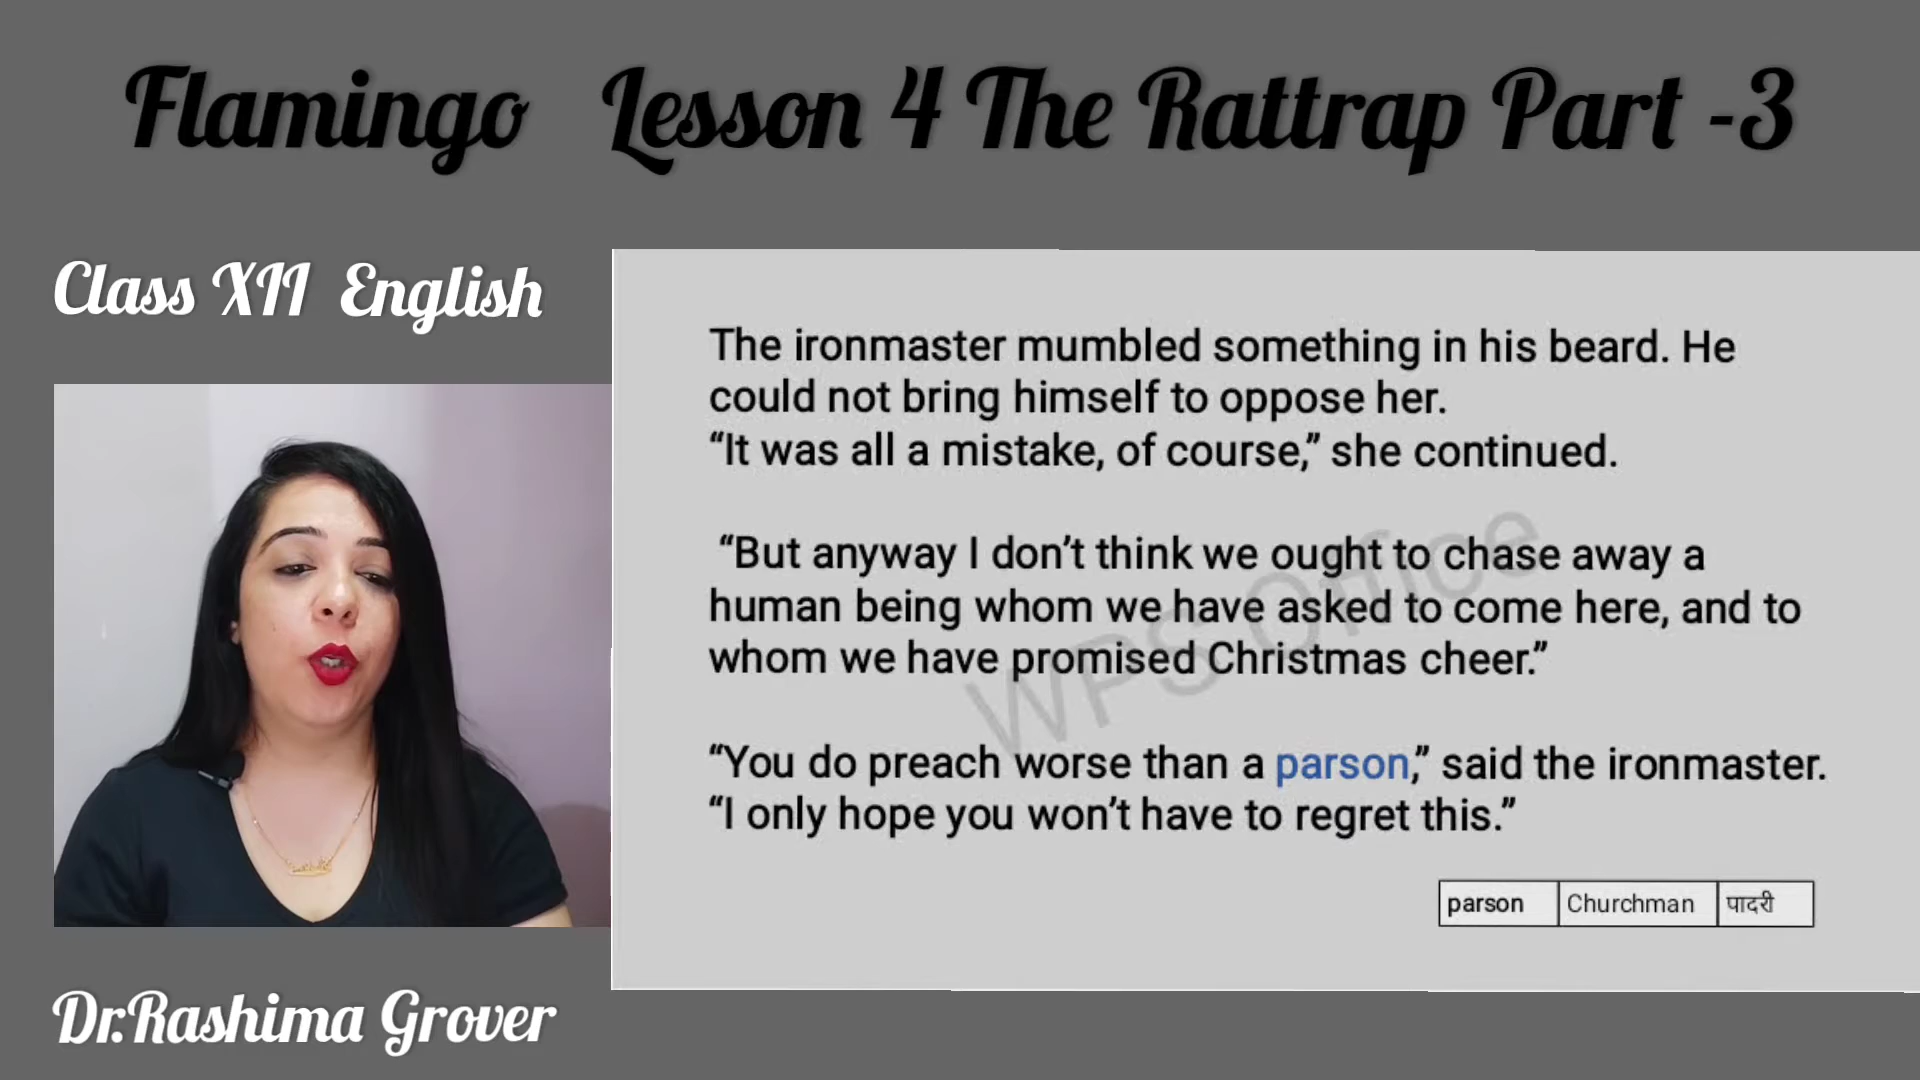 Flamingo Lesson 4 The Rattrap Part -3
Class XII English
The ironmaster mumbled something in his beard. He
could not bring himself to oppose her.
“It was all a mistake, of course,” she continued.
“But anyway I don’t think we ought to chase away a
human being whom we have asked to come here, and to
whom we have promised Christmas cheer.”
“You do preach worse than a parson,” said the ironmaster.
“I only hope you won’t have to regret this.”
WPS Office
parson Churchman पादरी
Dr.Rashima Grover